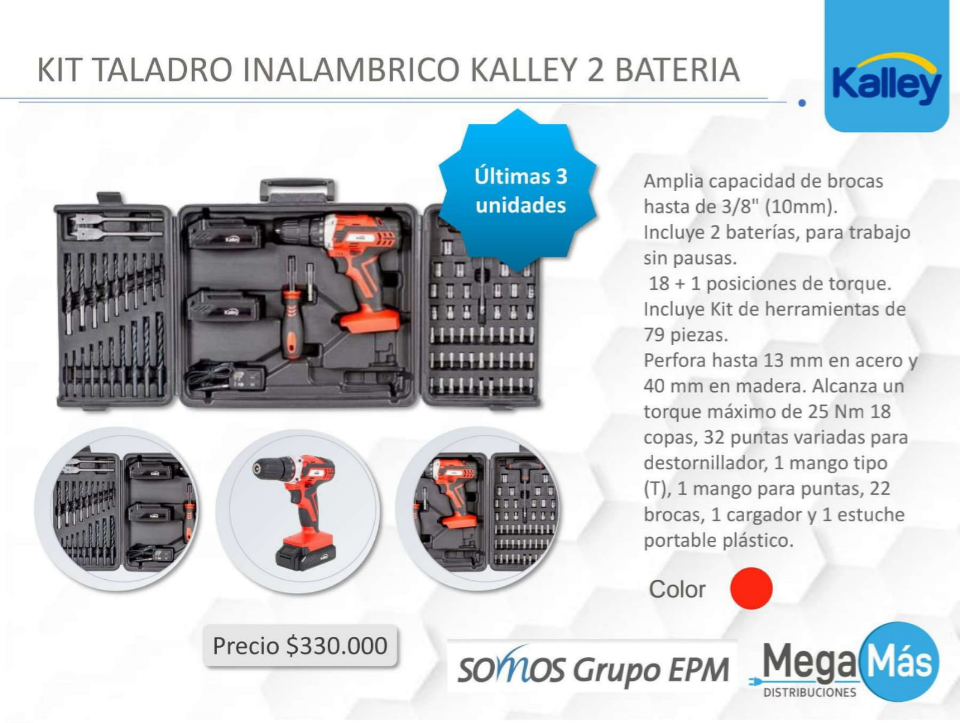 KIT TALADRO INALAMBRICO KALLEY 2 BATERIA
Kalley
Últimas 3
unidades
Kalley
Kalley
Amplia capacidad de brocas
hasta de 3/8" (10mm).
Incluye 2 baterías, para trabajo
sin pausas.
18 + 1 posiciones de torque.
Incluye Kit de herramientas de
79 piezas.
Perfora hasta 13 mm en acero y
40 mm en madera. Alcanza un
torque máximo de 25 Nm 18
copas, 32 puntas variadas para
destornillador, 1 mango tipo
(T), 1 mango para puntas, 22
brocas, 1 cargador y 1 estuche
portable plástico.
Color
Precio $330.000
somos Grupo EPM
Mega Más
DISTRIBUCIONES